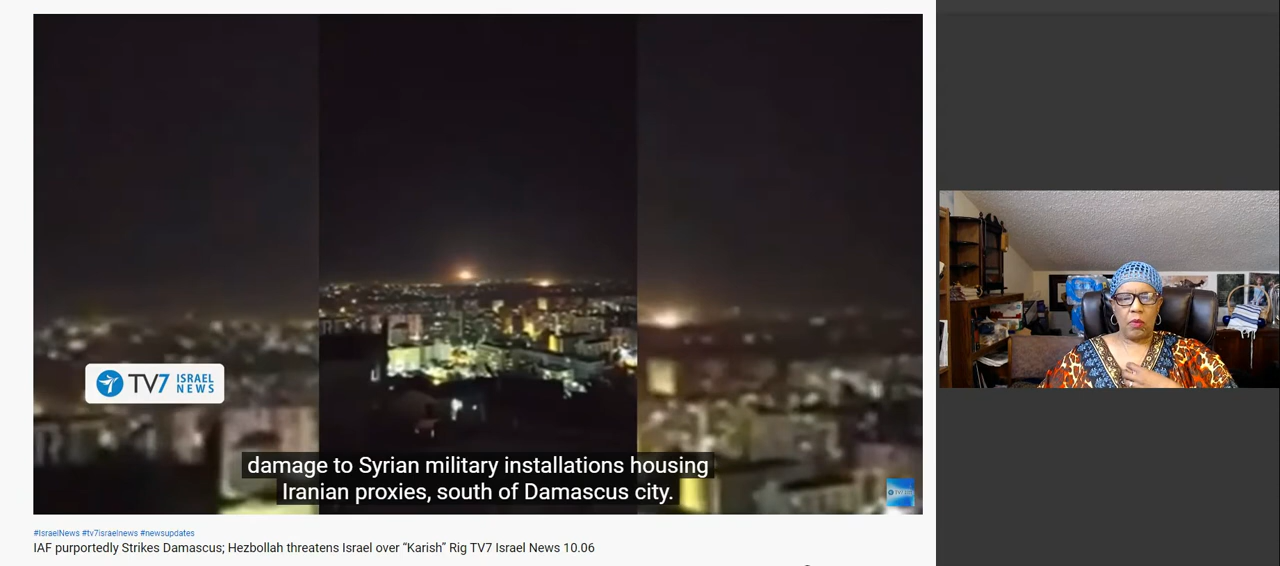 TV7 ISRAEL
NEWS
damage to Syrian military installations housing
Iranian proxies, south of Damascus city.
#IsraelNews #tv7israelnews #newsupdates
IAF purportedly Strikes Damascus; Hezbollah threatens Israel over “Karish” Rig TV7 Israel News 10.06